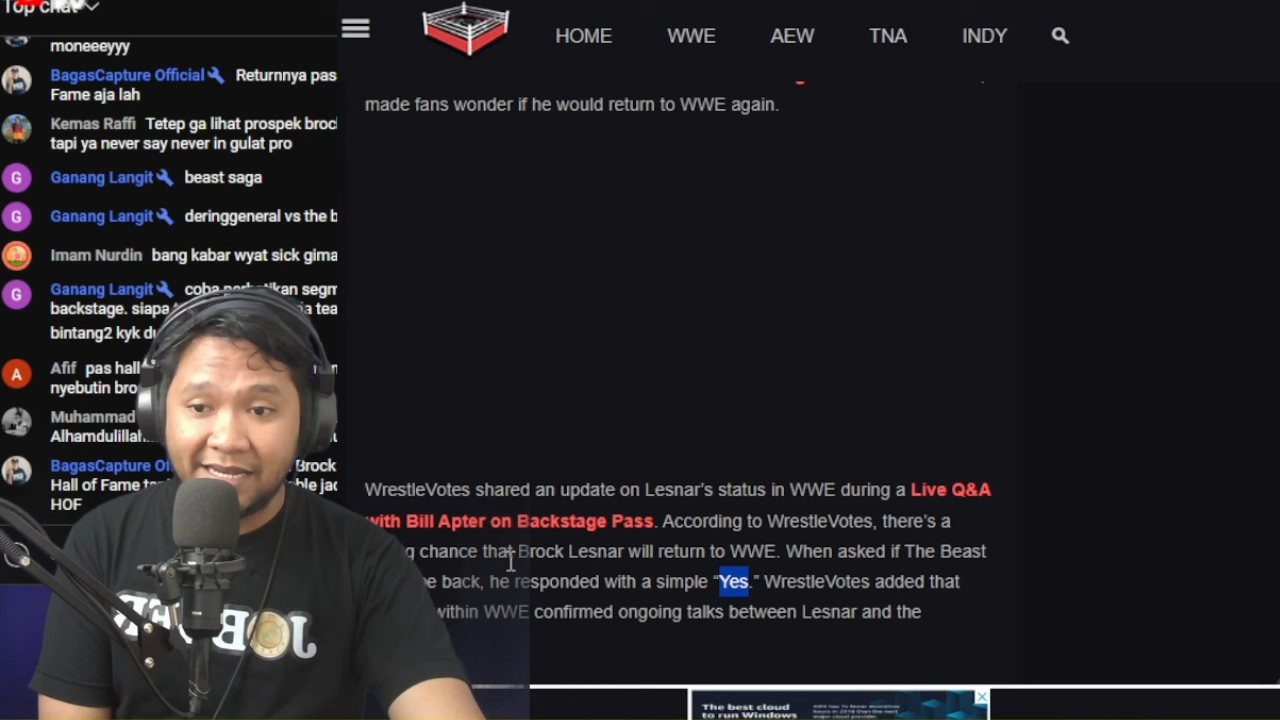 Top chat
moneeeyyy
BagasCapture Official Returnnya pas
Fame aja lah
Kemas Raffi Tetep ga lihat prospek
tapi ya never say never in gulat pro
Ganang Langit beast saga
Ganang Langit deringgeneral vs the
Imam Nurdin bang kabar wyat sick
Ganang Langit coba
backstage.
bintang2 kyk
Afif pas
nyebutin
Muhammad
BagasCapture Brock
Hall of Fame
HOF
HOME WWE AEW TNA INDY
made fans wonder if he would return to WWE again.
WrestleVotes shared an update on Lesnar's status in WWE during a Live Q&A
with Bill Apter on Backstage Pass. According to WrestleVotes, there's a
chance that Brock Lesnar will return to WWE. When asked if The Beast
be back, he responded with a simple “Yes.” WrestleVotes added that
within WWE confirmed ongoing talks between Lesnar and the
The best cloud
to run Windows